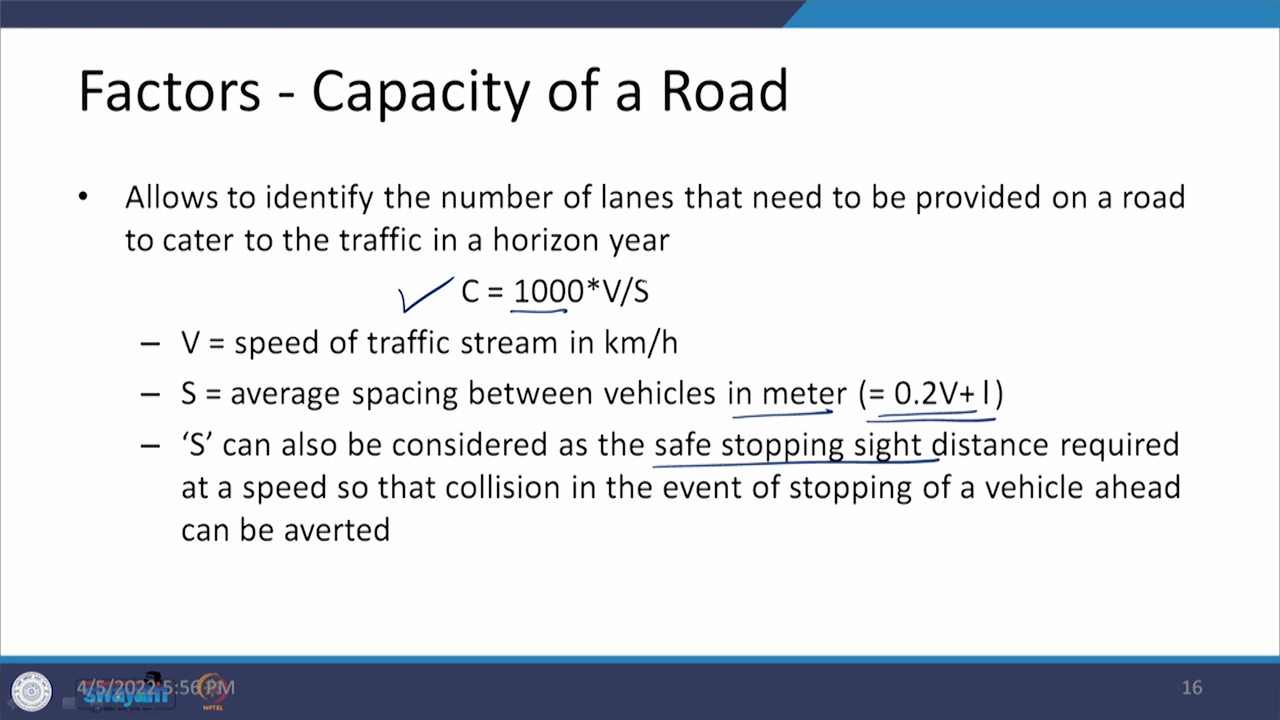 Factors - Capacity of a Road
• Allows to identify the number of lanes that need to be provided on a road
to cater to the traffic in a horizon year
C = 1000*V/S
– V = speed of traffic stream in km/h
– S = average spacing between vehicles in meter (= 0.2V+ l)
– ‘S’ can also be considered as the safe stopping sight distance required
at a speed so that collision in the event of stopping of a vehicle ahead
can be averted
4/5/2022 5:56 PM
swayam
NPTEL
16